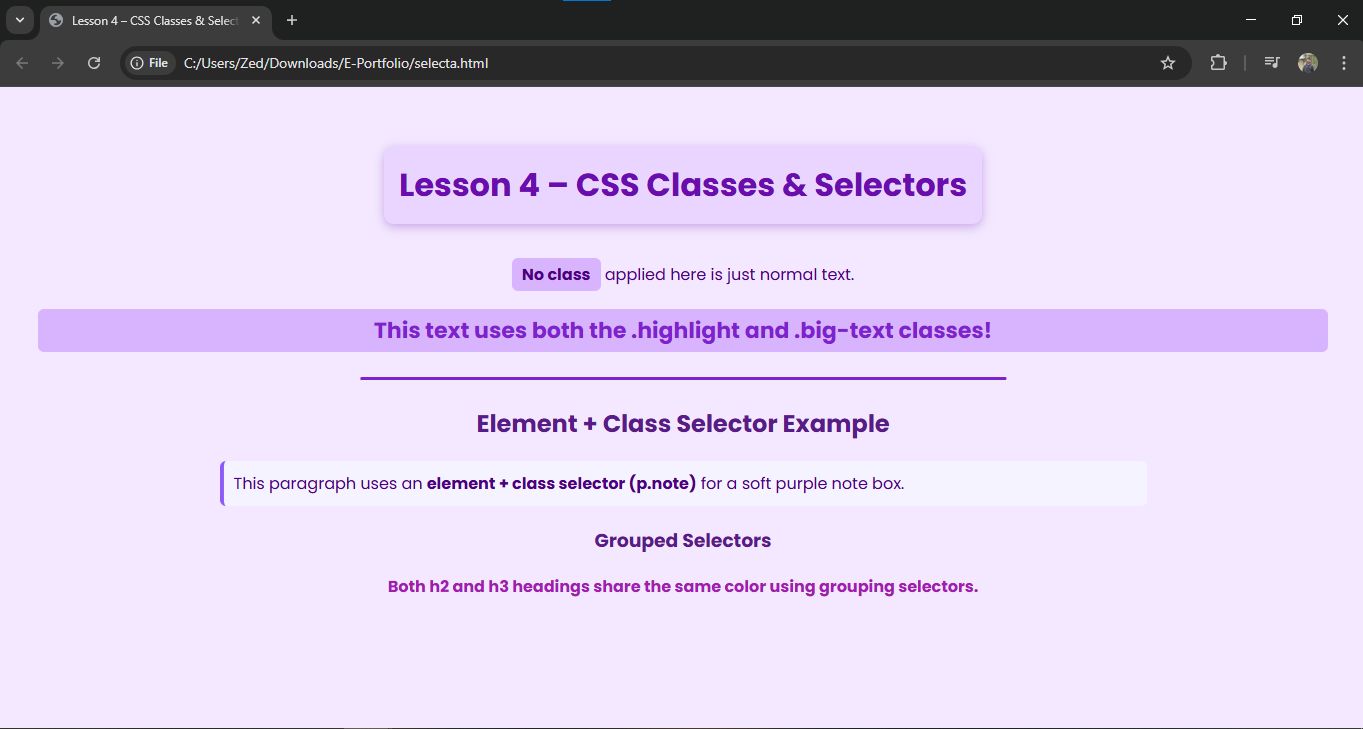 Lesson 4 – CSS Classes & Select
File C:/Users/Zed/Downloads/E-Portfolio/selecta.html
Lesson 4 – CSS Classes & Selectors
No class applied here is just normal text.
This text uses both the .highlight and .big-text classes!
Element + Class Selector Example
This paragraph uses an element + class selector (p.note) for a soft purple note box.
Grouped Selectors
Both h2 and h3 headings share the same color using grouping selectors.